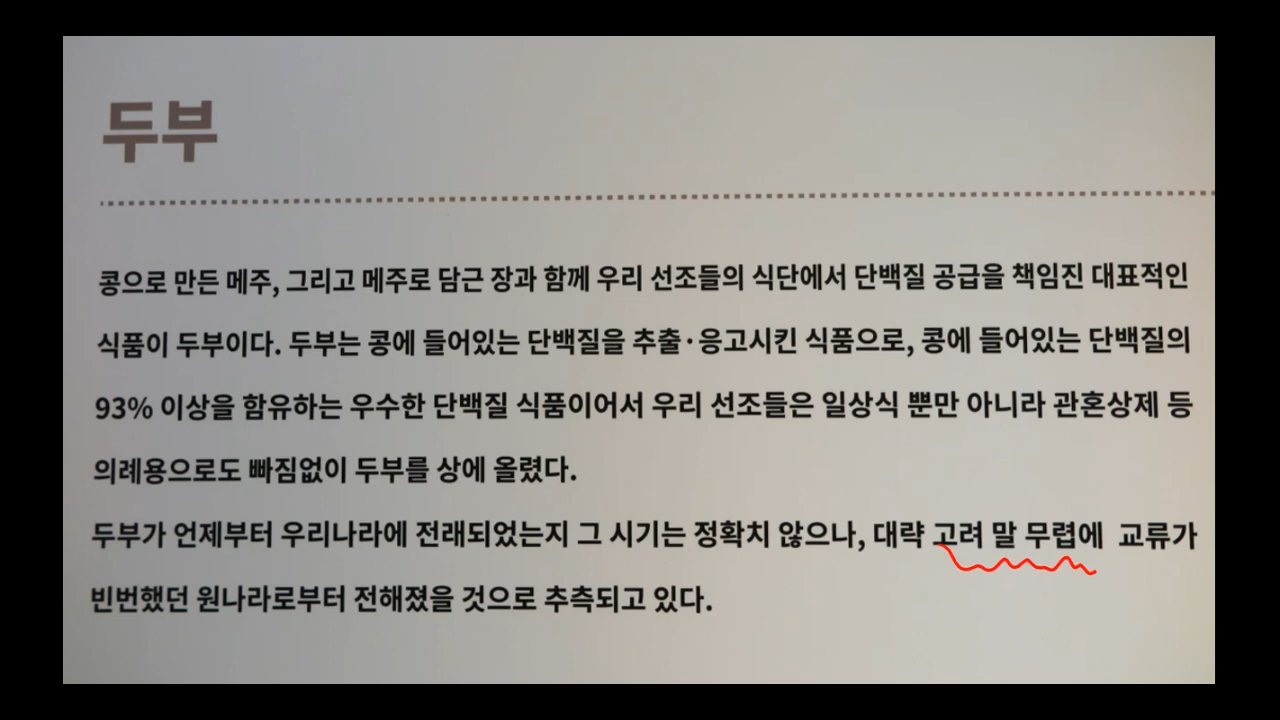 두부
콩으로 만든 메주, 그리고 메주로 담근 장과 함께 우리 선조들의 식단에서 단백질 공급을 책임진 대표적인
식품이 두부이다. 두부는 콩에 들어있는 단백질을 추출·응고시킨 식품으로, 콩에 들어있는 단백질의
93% 이상을 함유하는 우수한 단백질 식품이어서 우리 선조들은 일상식 뿐만 아니라 관혼상제 등
의례용으로도 빠짐없이 두부를 상에 올렸다.
두부가 언제부터 우리나라에 전래되었는지 그 시기는 정확치 않으나, 대략 고려 말 무렵에 교류가
빈번했던 원나라로부터 전해졌을 것으로 추측되고 있다.